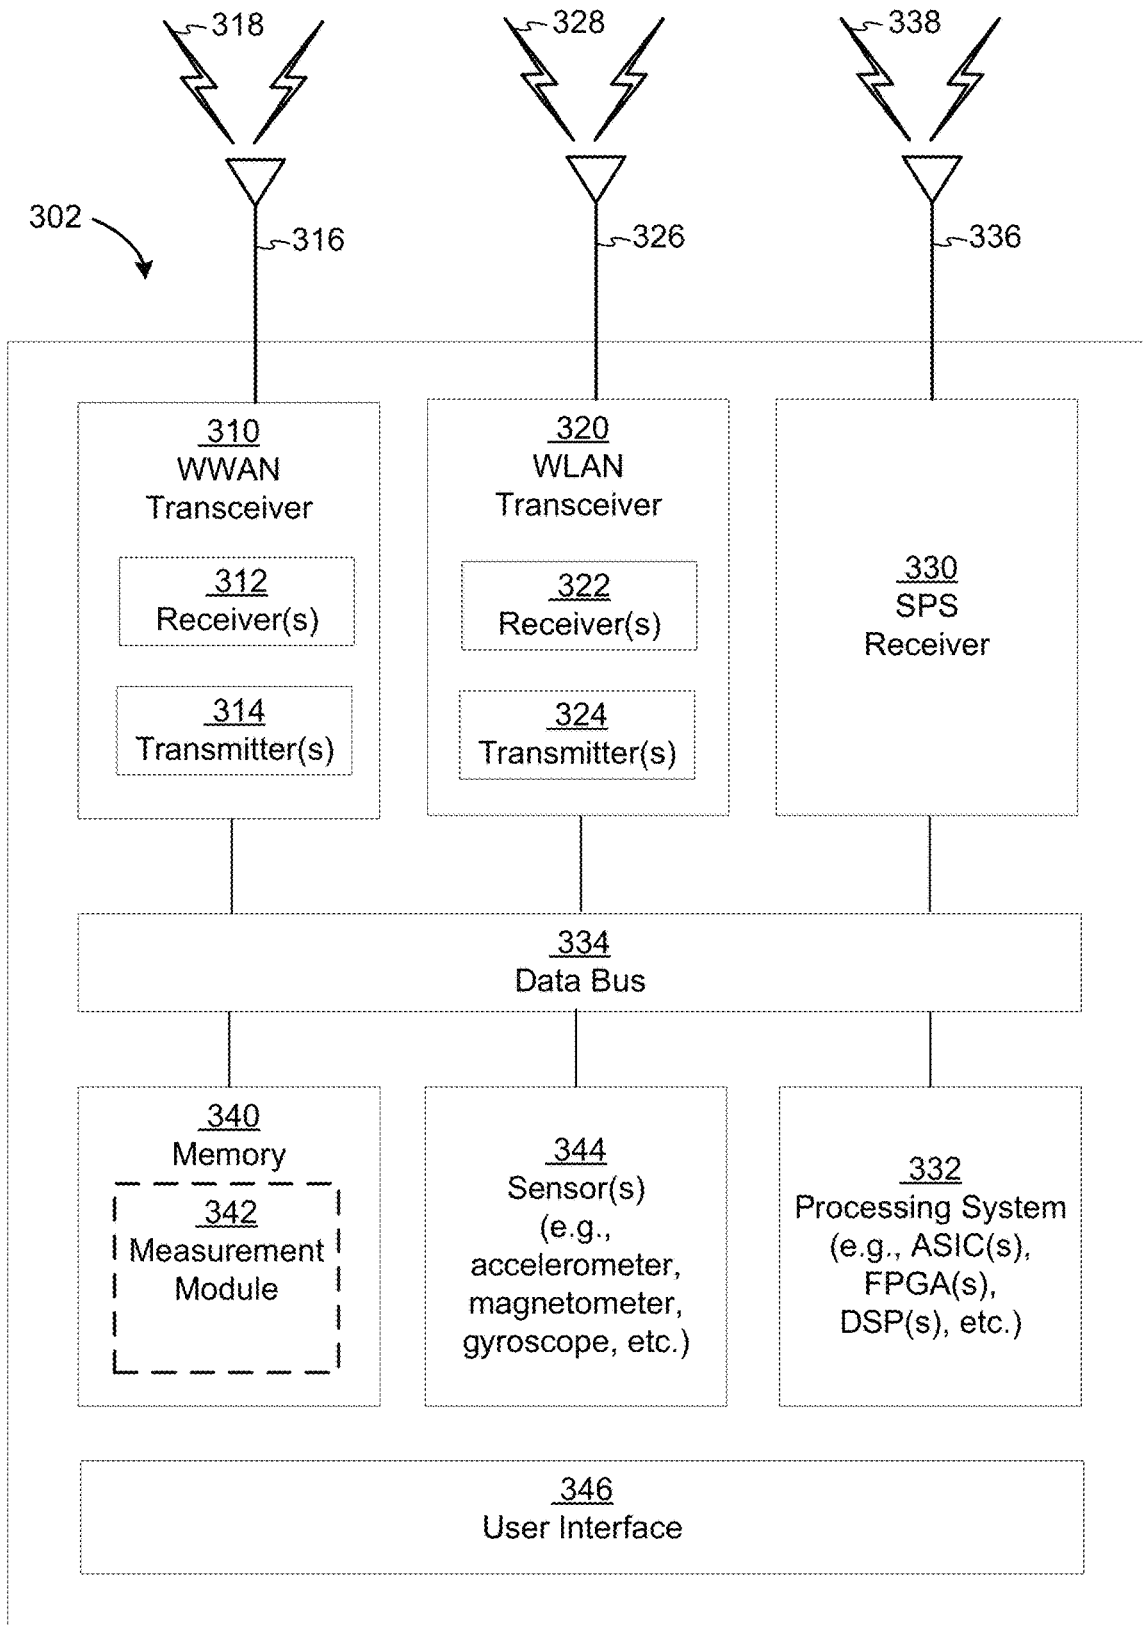 318
328
338
302
316
326
336
310
WWAN
Transceiver
312
Receiver(s)
314
Transmitter(s)
320
WLAN
Transceiver
322
Receiver(s)
324
Transmitter(s)
330
SPS
Receiver
334
Data Bus
340
Memory
342
Measurement
Module
344
Sensor(s)
(e.g.,
accelerometer,
magnetometer,
gyroscope, etc.)
332
Processing System
(e.g., ASIC(s),
FPGA(s),
DSP(s), etc.)
346
User Interface